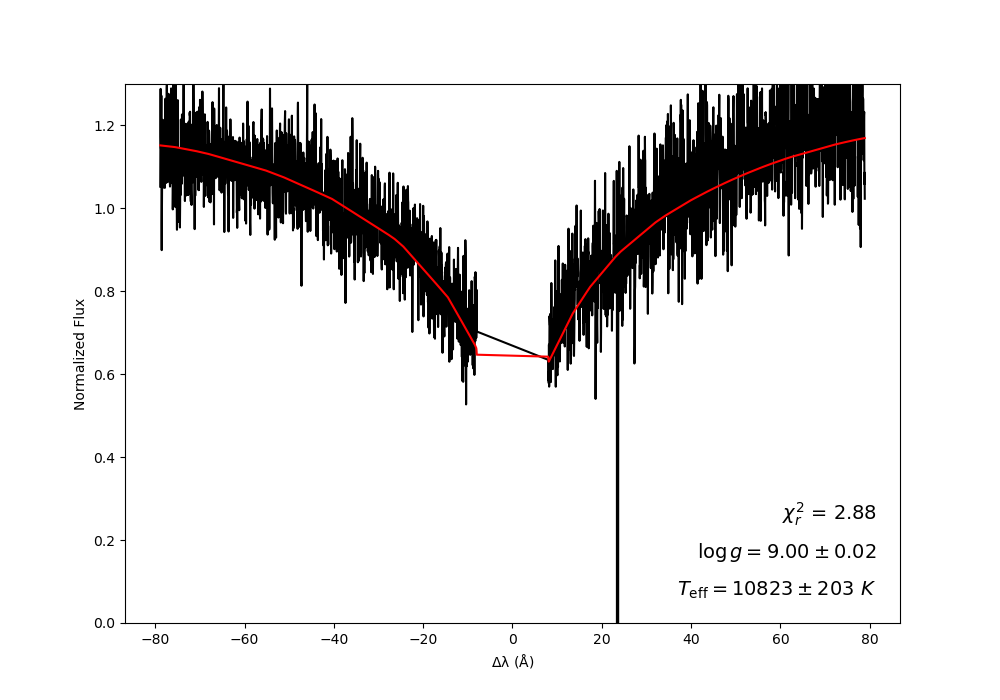 1.2
1.0
0.8
0.6
0.4
0.2
0.0
Normalized Flux
χ²ᵣ = 2.88
log g = 9.00 ± 0.02
T_eff = 10823 ± 203 K
−80 −60 −40 −20 0 20 40 60 80
Δλ (Å)